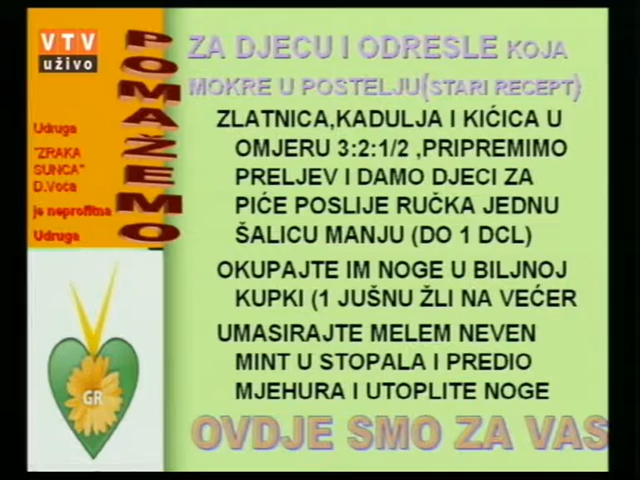 VTV
uživo
POMAŽEMO
Udruga
"ZRAKA
SUNCA"
D.Voća
je neprofitna
Udruga
GR
ZA DJECU I ODRESLE KOJA
MOKRE U POSTELJU(STARI RECEPT)
ZLATNICA,KADULJA I KIĆICA U
OMJERU 3:2:1/2 ,PRIPREMIMO
PRELJEV I DAMO DJECI ZA
PIĆE POSLIJE RUČKA JEDNU
ŠALICU MANJU (DO 1 DCL)
OKUPAJTE IM NOGE U BILJNOJ
KUPKI (1 JUŠNU ŽLI NA VEĆER
UMASIRAJTE MELEM NEVEN
MINT U STOPALA I PREDIO
MJEHURA I UTOPLITE NOGE
OVDJE SMO ZA VAS